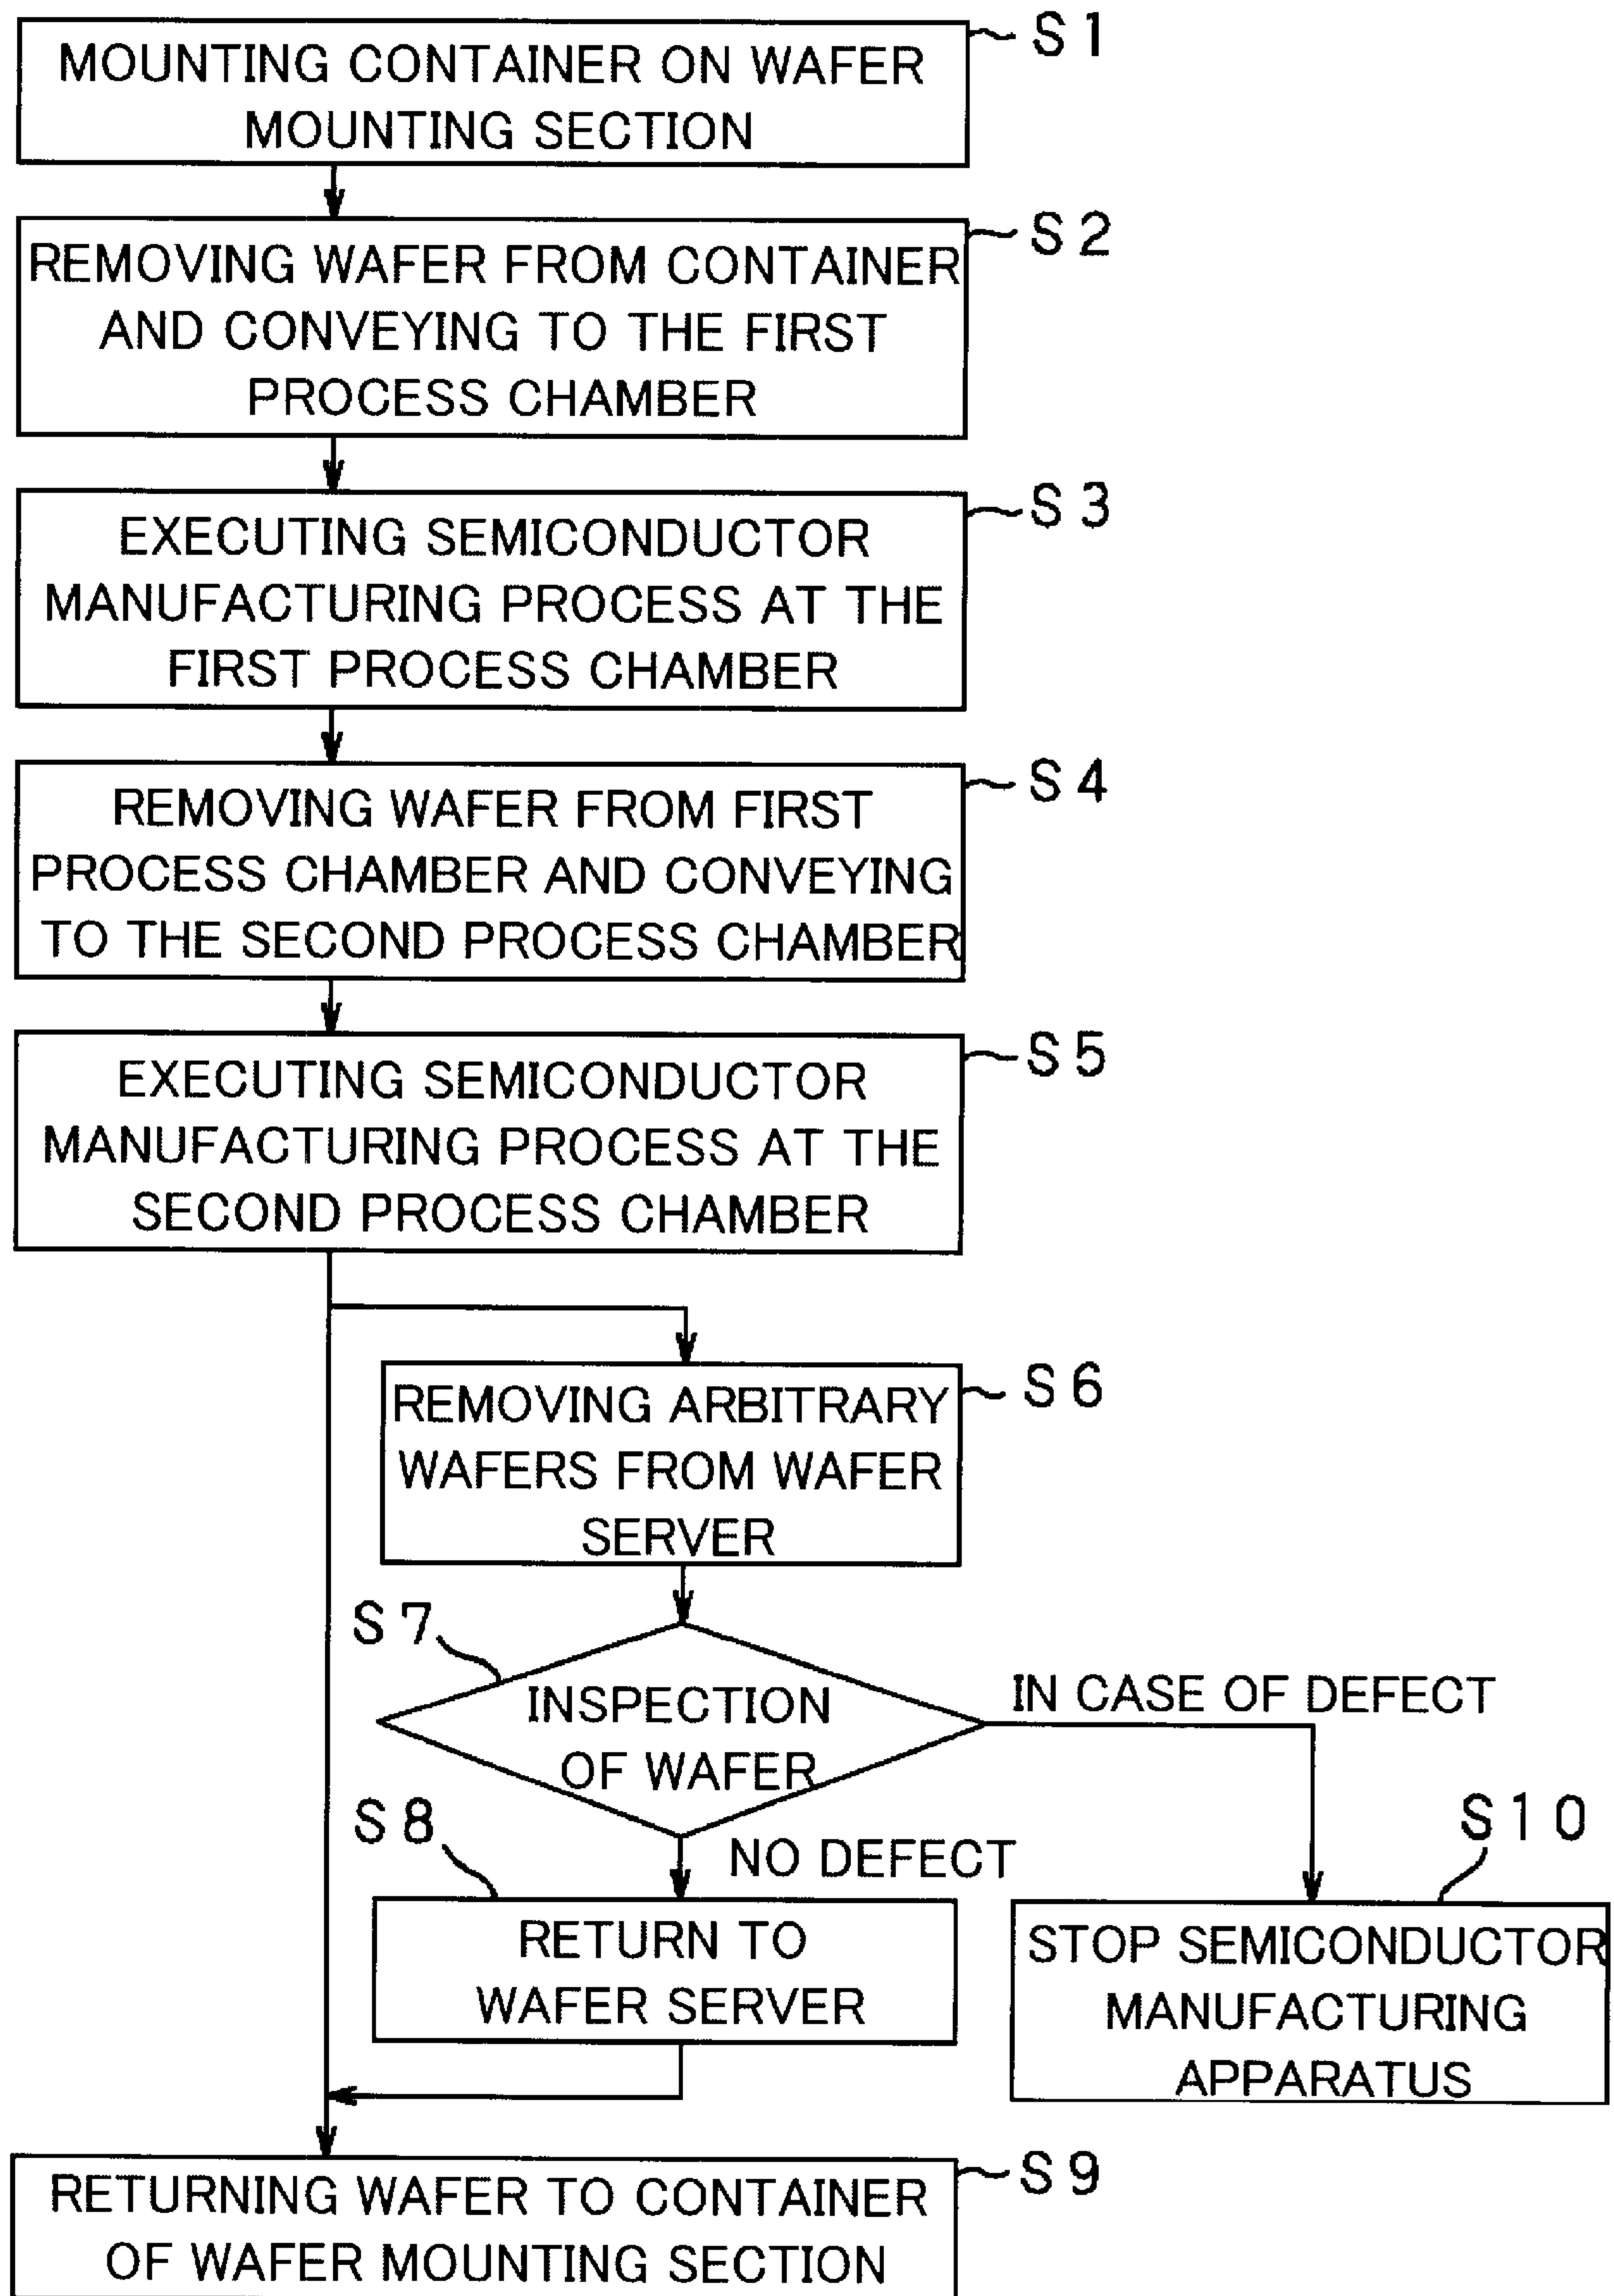 S1
MOUNTING CONTAINER ON WAFER
MOUNTING SECTION
S2
REMOVING WAFER FROM CONTAINER
AND CONVEYING TO THE FIRST
PROCESS CHAMBER
S3
EXECUTING SEMICONDUCTOR
MANUFACTURING PROCESS AT THE
FIRST PROCESS CHAMBER
S4
REMOVING WAFER FROM FIRST
PROCESS CHAMBER AND CONVEYING
TO THE SECOND PROCESS CHAMBER
S5
EXECUTING SEMICONDUCTOR
MANUFACTURING PROCESS AT THE
SECOND PROCESS CHAMBER
S6
REMOVING ARBITRARY
WAFERS FROM WAFER
SERVER
S7
INSPECTION
OF WAFER
IN CASE OF DEFECT
S8
NO DEFECT
RETURN TO
WAFER SERVER
S10
STOP SEMICONDUCTOR
MANUFACTURING
APPARATUS
S9
RETURNING WAFER TO CONTAINER
OF WAFER MOUNTING SECTION